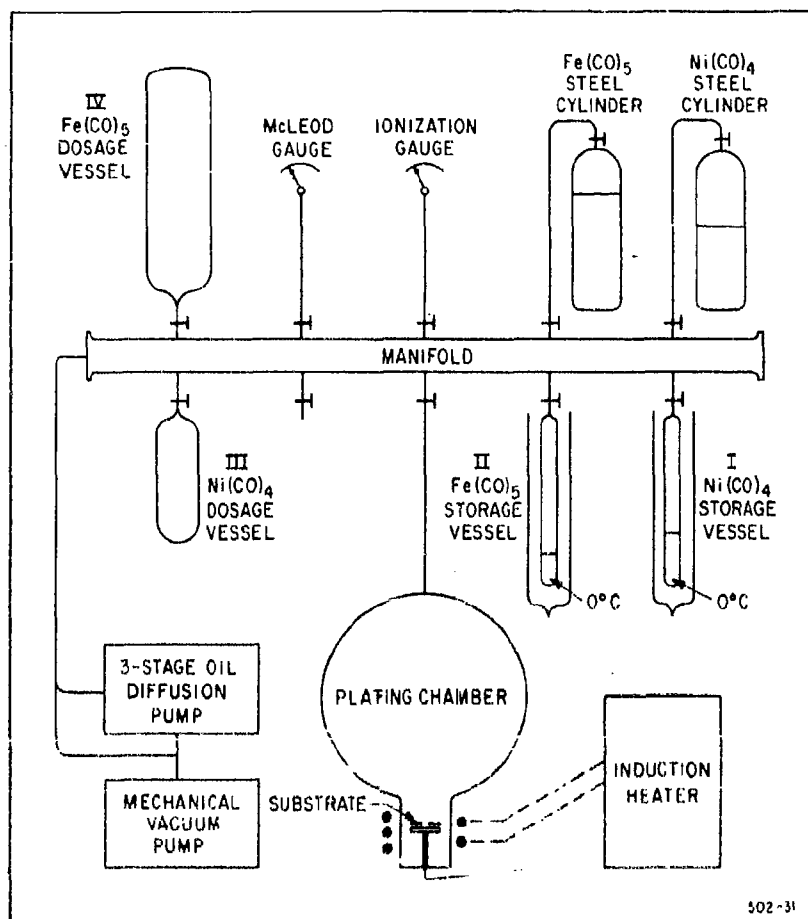 IV
Fe(CO)5
DOSAGE
VESSEL
McLEOD
GAUGE
IONIZATION
GAUGE
Fe(CO)5
STEEL
CYLINDER
Ni(CO)4
STEEL
CYLINDER
MANIFOLD
III
Ni(CO)4
DOSAGE
VESSEL
II
Fe(CO)5
STORAGE
VESSEL
0°C
I
Ni(CO)4
STORAGE
VESSEL
0°C
3-STAGE OIL
DIFFUSION
PUMP
MECHANICAL
VACUUM
PUMP
PLATING CHAMBER
SUBSTRATE
INDUCTION
HEATER
502-31